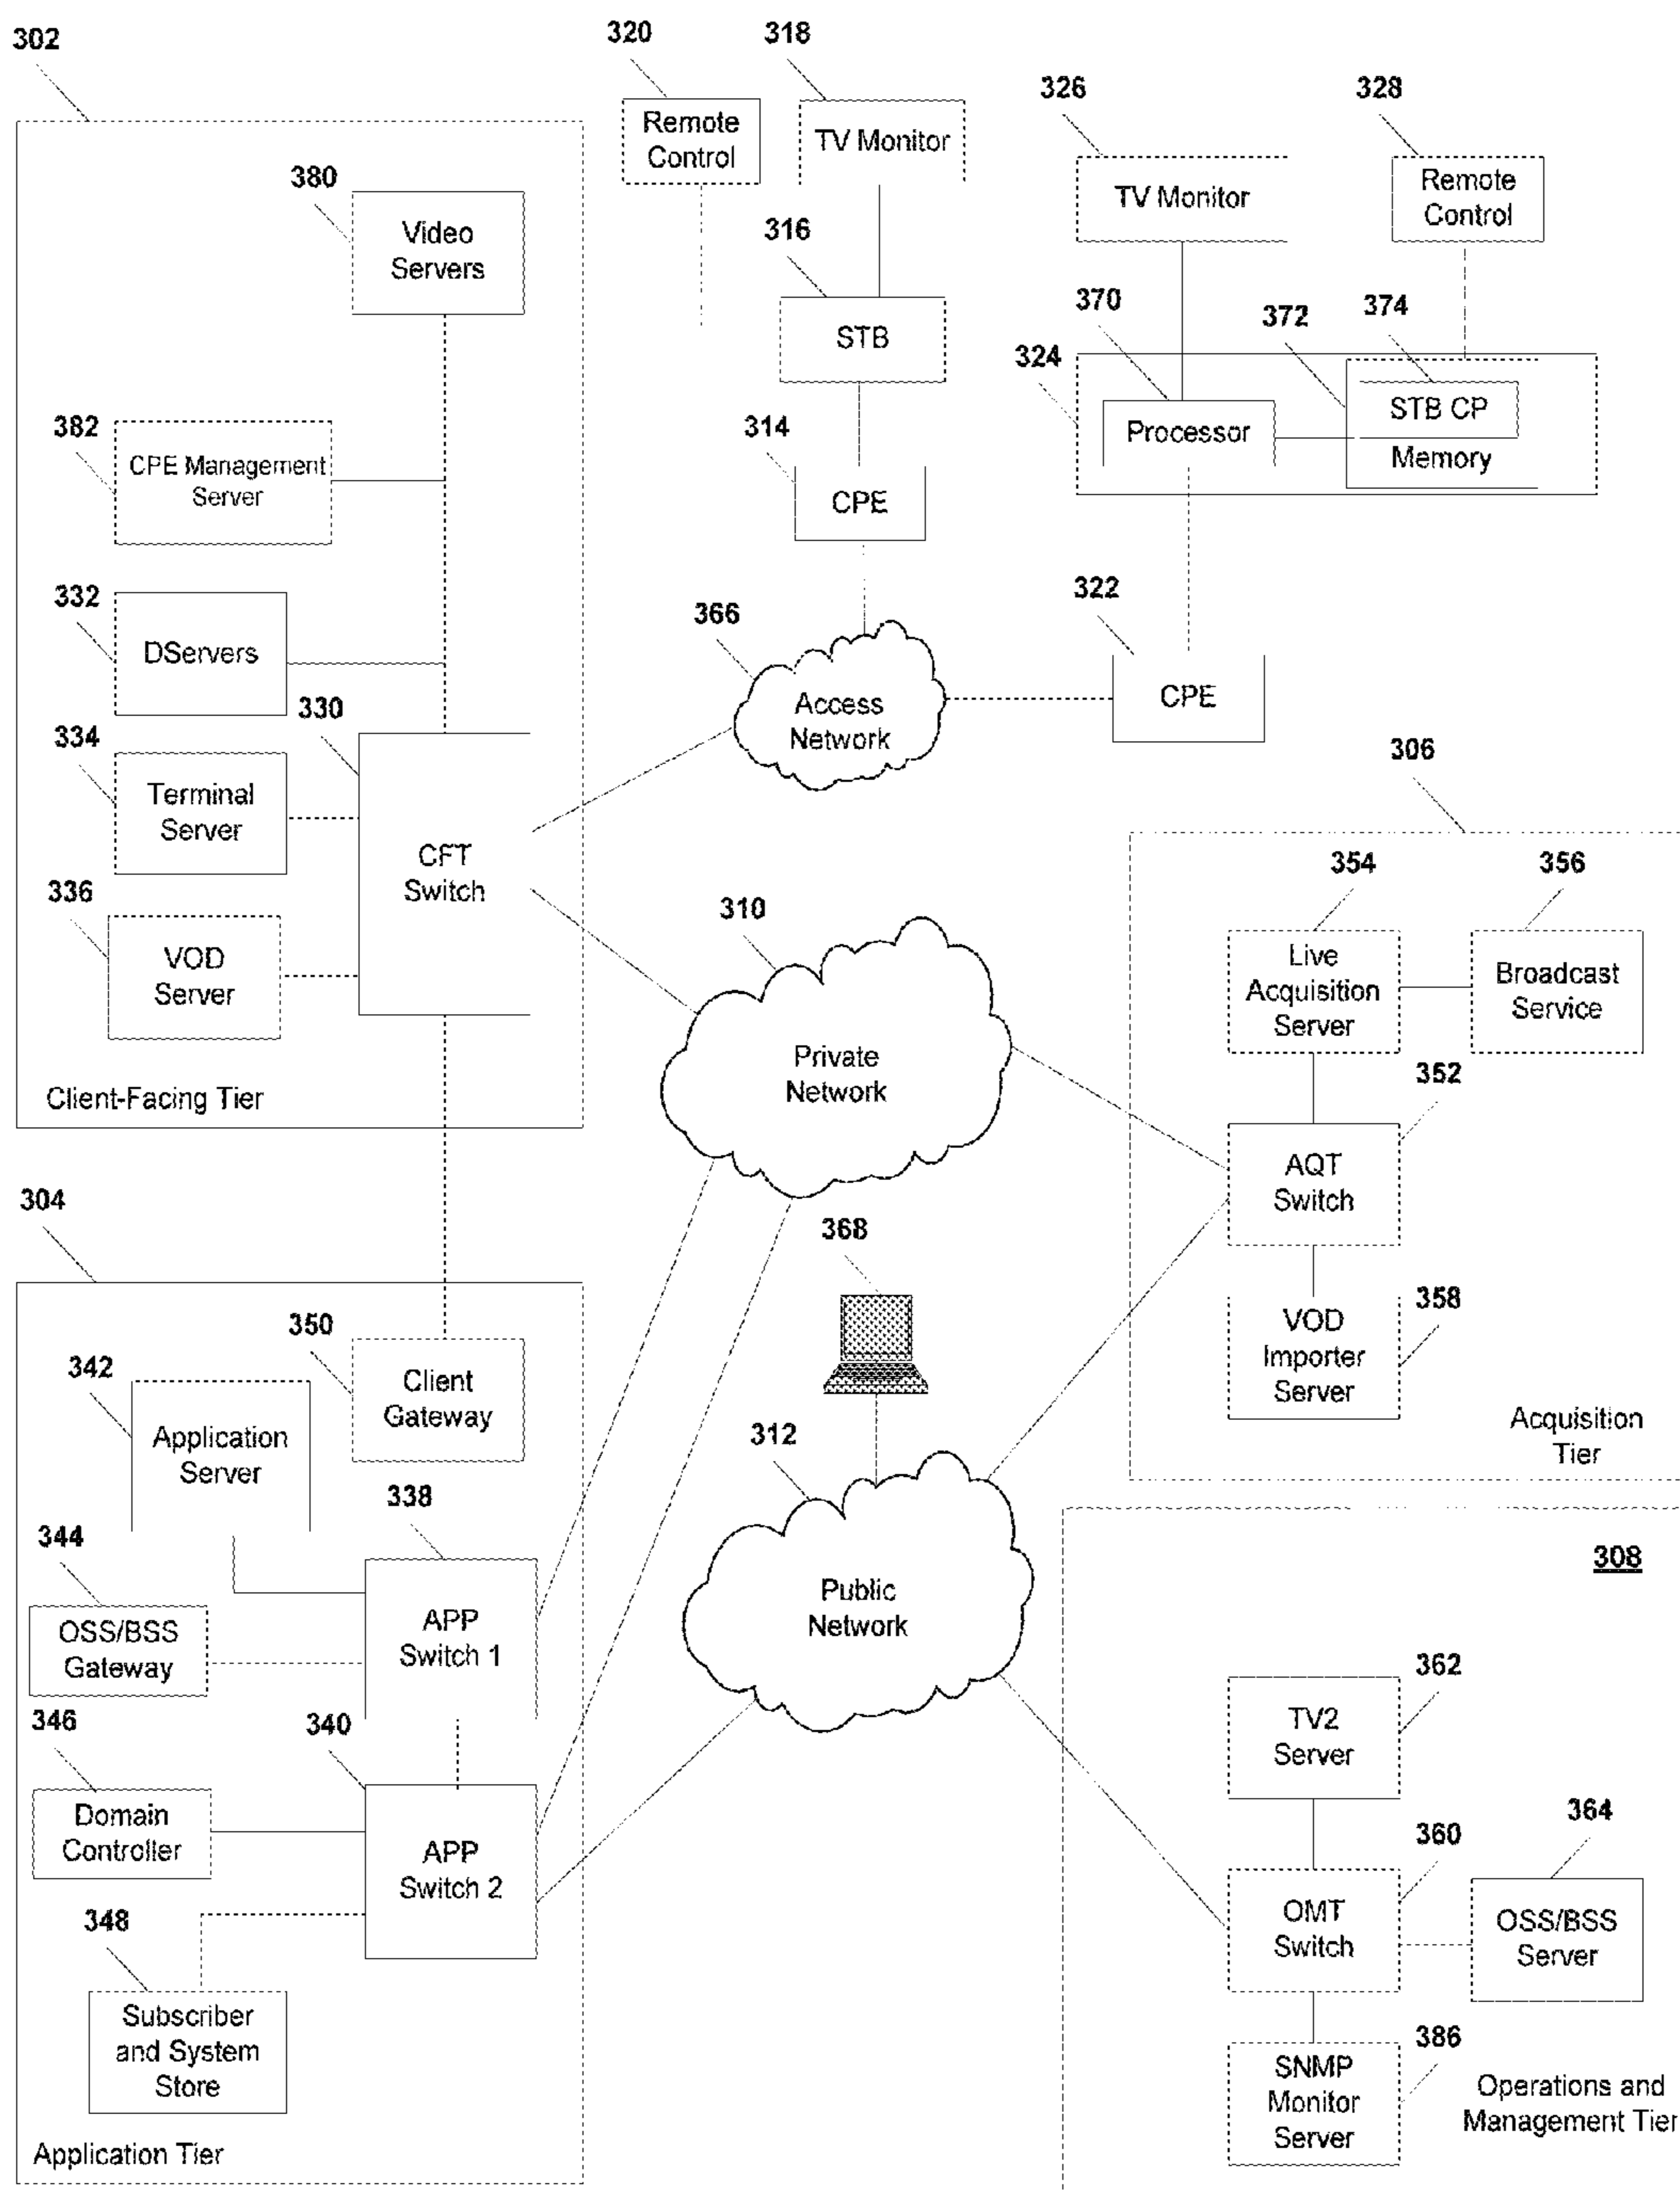 302
320
318
326
328
Remote
Control
TV Monitor
TV Monitor
Remote
Control
380
Video
Servers
316
STB
370
372
374
324
Processor
STB CP
Memory
382
CPE Management
Server
314
CPE
332
DServers
366
Access
Network
322
CPE
330
334
Terminal
Server
CFT
Switch
336
VOD
Server
Client-Facing Tier
310
Private
Network
306
354
356
Live
Acquisition
Server
Broadcast
Service
352
AQT
Switch
358
VOD
Importer
Server
Acquisition
Tier
304
368
350
Client
Gateway
342
Application
Server
338
344
OSS/BSS
Gateway
APP
Switch 1
312
Public
Network
346
Domain
Controller
340
APP
Switch 2
348
Subscriber
and System
Store
Application Tier
308
362
TV2
Server
360
364
OMT
Switch
OSS/BSS
Server
386
SNMP
Monitor
Server
Operations and
Management Tier